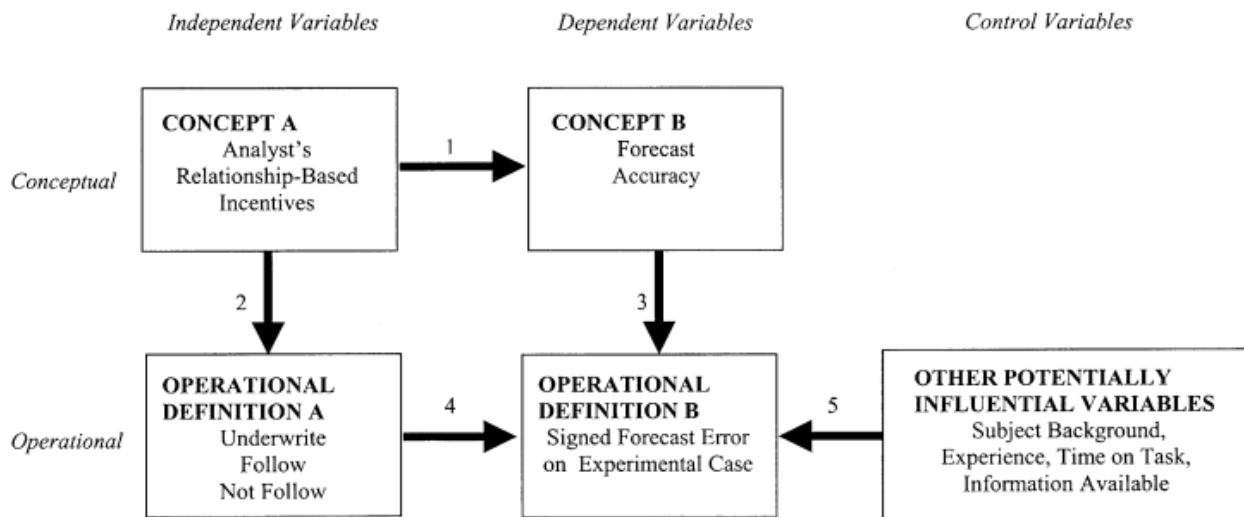 Independent Variables
Dependent Variables
Control Variables
Conceptual
CONCEPT A
Analyst's
Relationship-Based
Incentives
1
CONCEPT B
Forecast
Accuracy
2
3
Operational
OPERATIONAL
DEFINITION A
Underwrite
Follow
Not Follow
4
OPERATIONAL
DEFINITION B
Signed Forecast Error
on Experimental Case
5
OTHER POTENTIALLY
INFLUENTIAL VARIABLES
Subject Background,
Experience, Time on Task,
Information Available